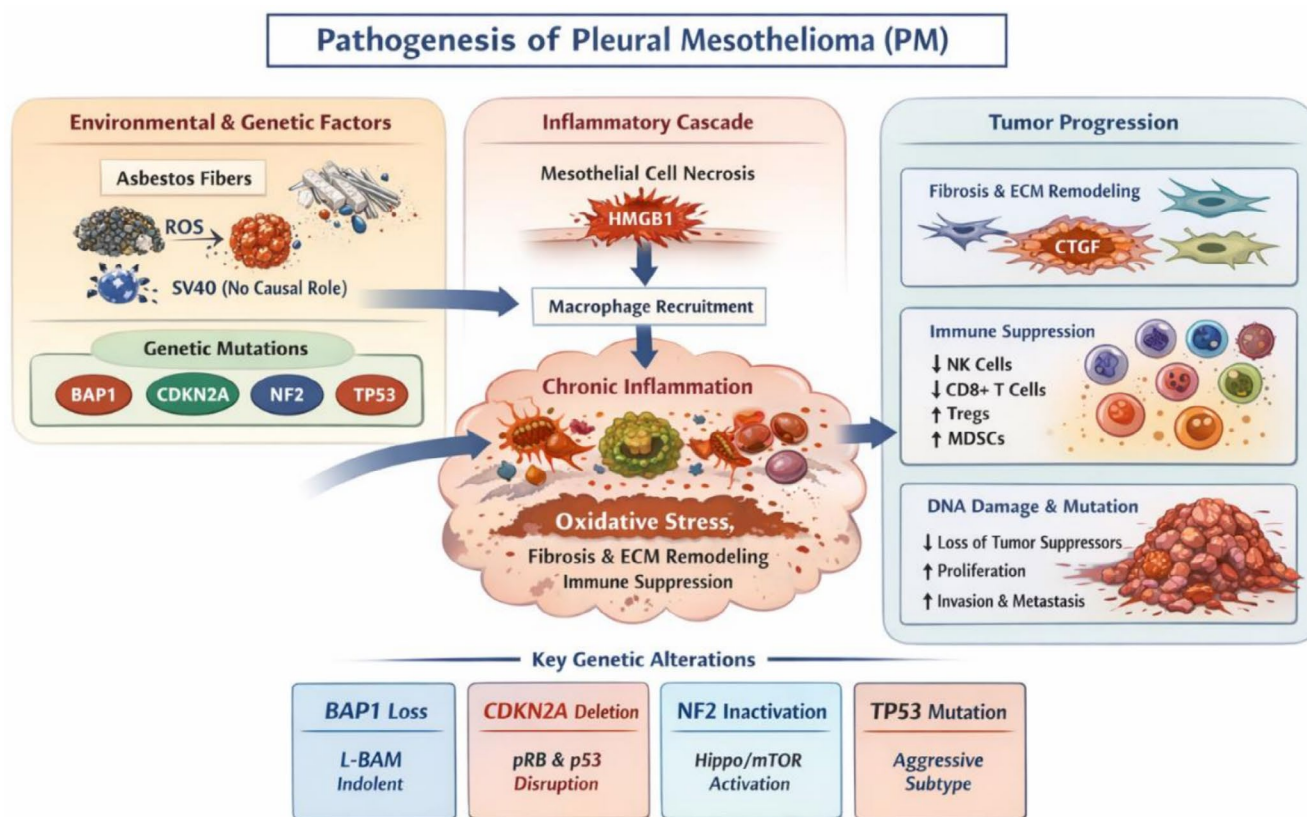 Pathogenesis of Pleural Mesothelioma (PM)
Environmental & Genetic Factors
Asbestos Fibers
ROS
SV40 (No Causal Role)
Genetic Mutations
BAP1
CDKN2A
NF2
TP53
Inflammatory Cascade
Mesothelial Cell Necrosis
HMGB1
Macrophage Recruitment
Chronic Inflammation
Oxidative Stress,
Fibrosis & ECM Remodeling
Immune Suppression
Tumor Progression
Fibrosis & ECM Remodeling
CTGF
Immune Suppression
↓ NK Cells
↓ CD8+ T Cells
↑ Tregs
↑ MDSCs
DNA Damage & Mutation
↓ Loss of Tumor Suppressors
↑ Proliferation
↑ Invasion & Metastasis
Key Genetic Alterations
BAP1 Loss
L-BAM
Indolent
CDKN2A Deletion
pRB & p53
Disruption
NF2 Inactivation
Hippo/mTOR
Activation
TP53 Mutation
Aggressive
Subtype